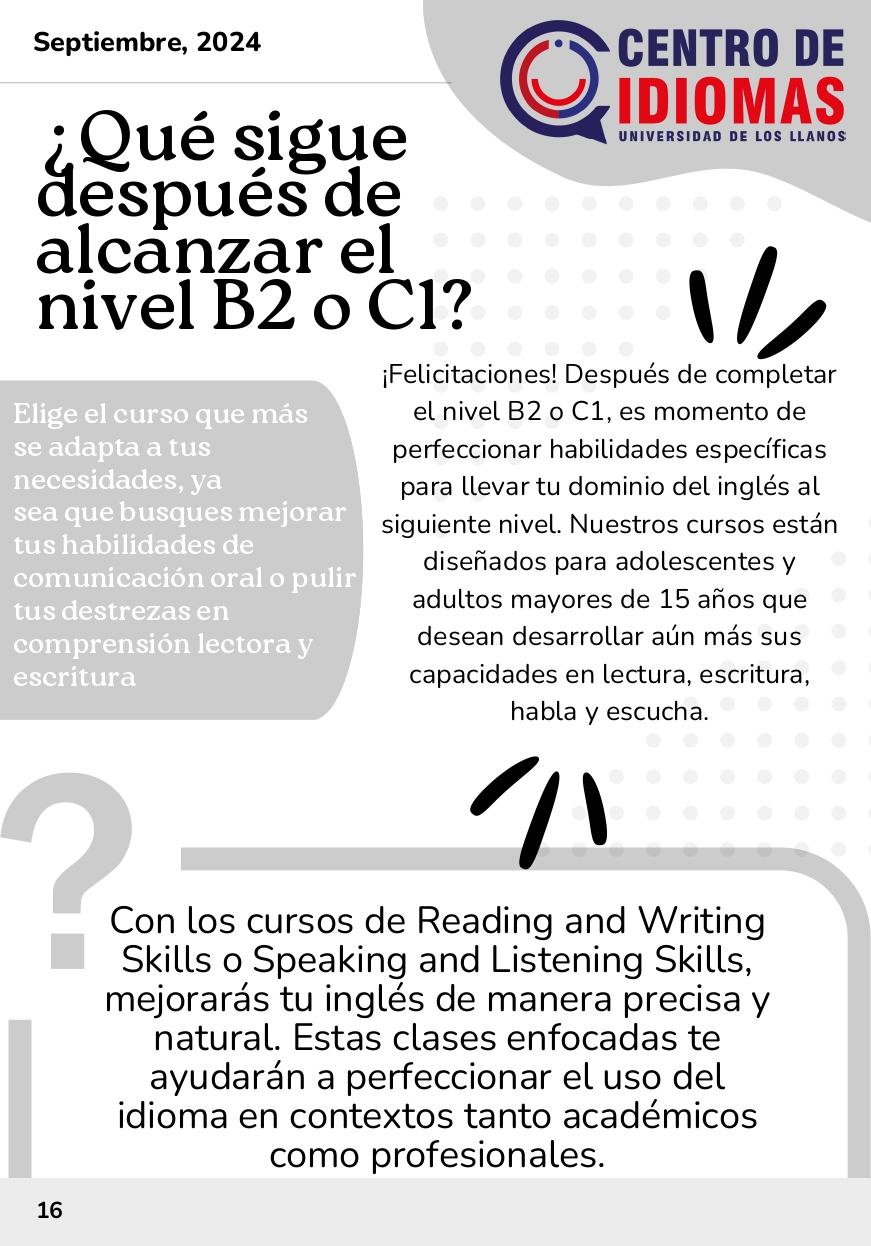 Septiembre, 2024
CENTRO DE
IDIOMAS
UNIVERSIDAD DE LOS LLANOS
¿Qué sigue
después de
alcanzar el
nivel B2 o C1?
Elige el curso que más
se adapta a tus
necesidades, ya
sea que busques mejorar
tus habilidades de
comunicación oral o pulir
tus destrezas en
comprensión lectora y
escritura
¡Felicitaciones! Después de completar
el nivel B2 o C1, es momento de
perfeccionar habilidades específicas
para llevar tu dominio del inglés al
siguiente nivel. Nuestros cursos están
diseñados para adolescentes y
adultos mayores de 15 años que
desean desarrollar aún más sus
capacidades en lectura, escritura,
habla y escucha.
?
Con los cursos de Reading and Writing
Skills o Speaking and Listening Skills,
mejorarás tu inglés de manera precisa y
natural. Estas clases enfocadas te
ayudarán a perfeccionar el uso del
idioma en contextos tanto académicos
como profesionales.
16